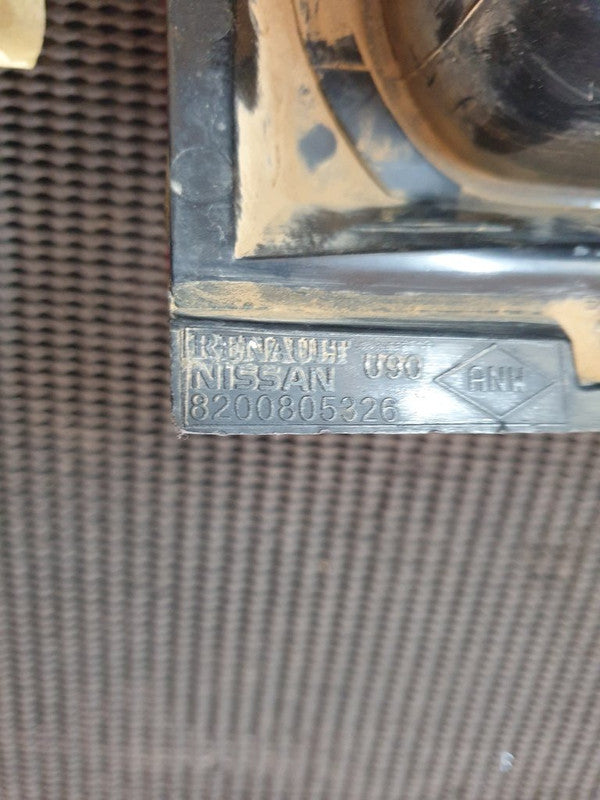 RENAULT
NISSAN U90
8200805326
ANH